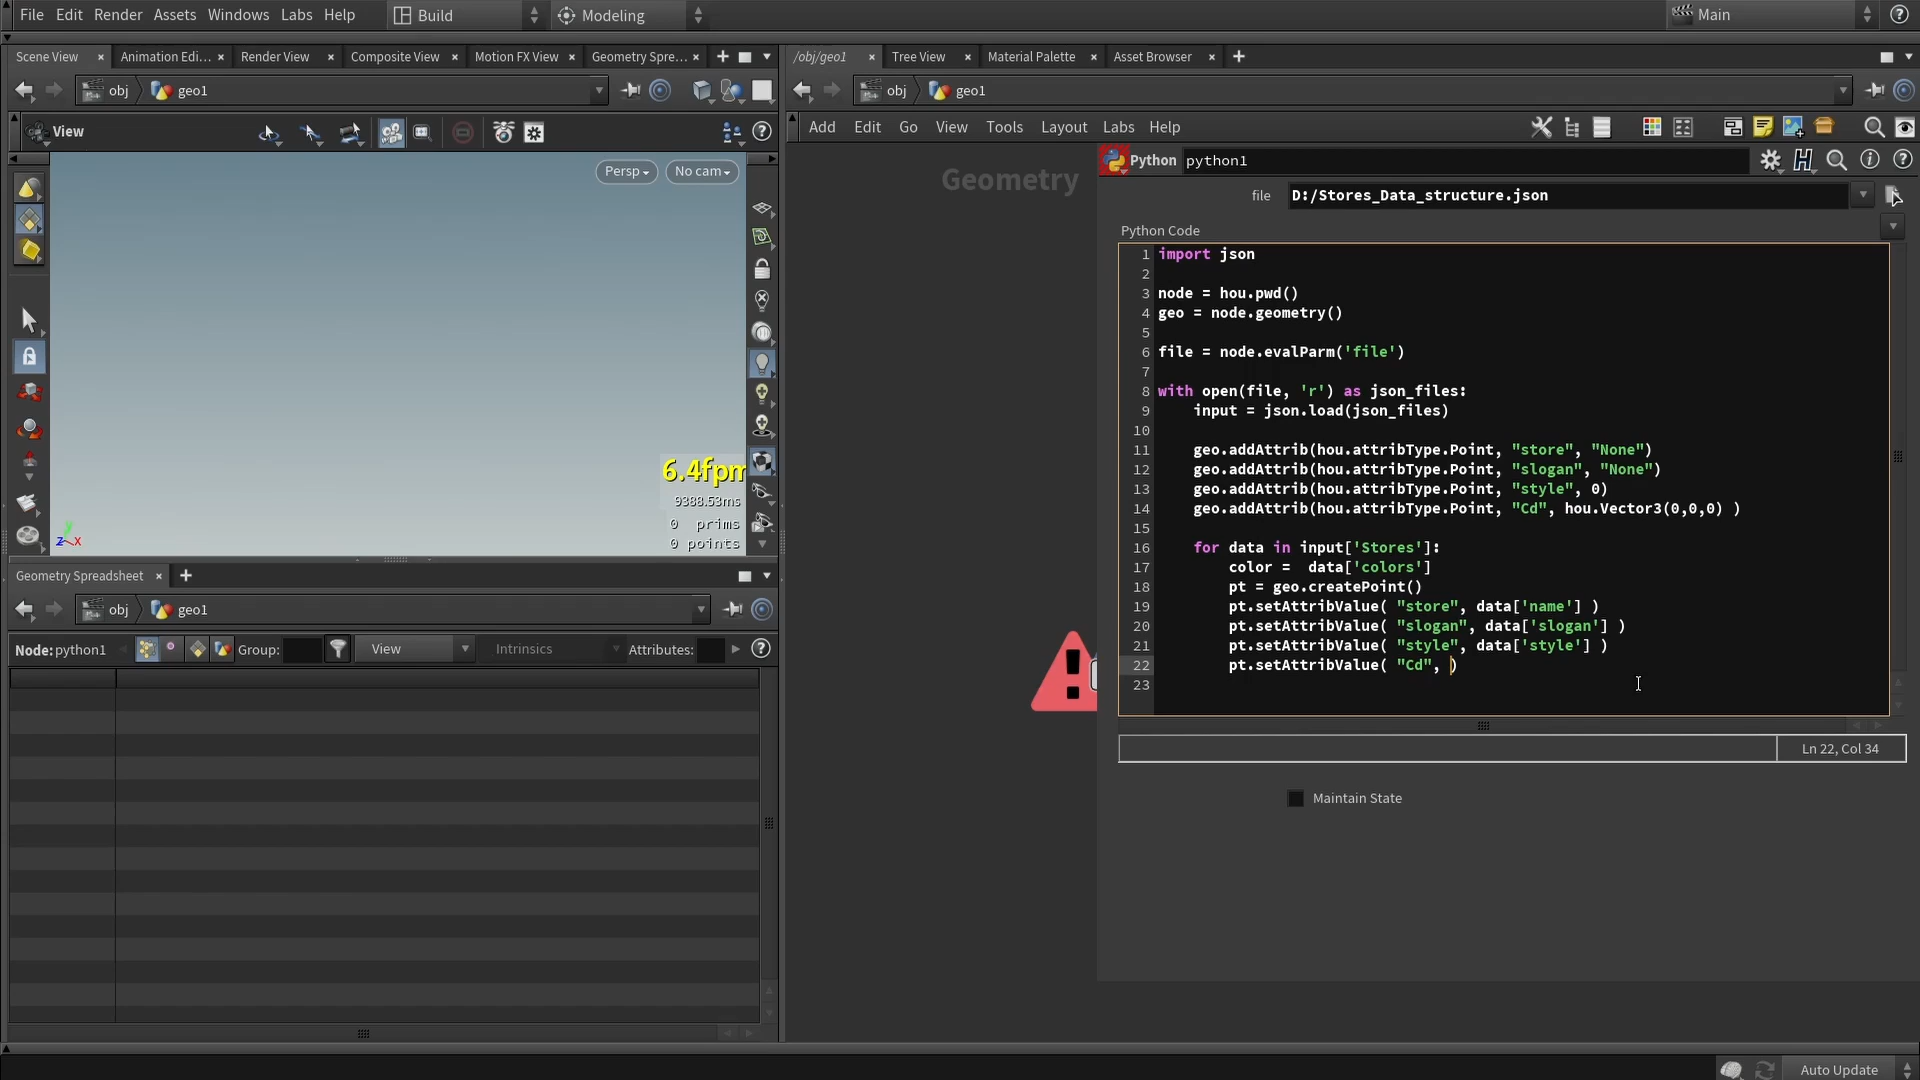 File Edit Render Assets Windows Labs Help Build Modeling Main
Scene View Animation Edi... Render View Composite View Motion FX View Geometry Spre...
/obj/geo1 Tree View Material Palette Asset Browser
obj geo1
obj geo1
View
Add Edit Go View Tools Layout Labs Help
Persp No cam
Geometry
Python python1
file D:/Stores_Data_structure.json
Python Code
1 import json
2
3 node = hou.pwd()
4 geo = node.geometry()
5
6 file = node.evalParm('file')
7
8 with open(file, 'r') as json_files:
9 input = json.load(json_files)
10
11 geo.addAttrib(hou.attribType.Point, "store", "None")
12 geo.addAttrib(hou.attribType.Point, "slogan", "None")
13 geo.addAttrib(hou.attribType.Point, "style", 0)
14 geo.addAttrib(hou.attribType.Point, "Cd", hou.Vector3(0,0,0) )
15
16 for data in input['Stores']:
17 color =  data['colors']
18 pt = geo.createPoint()
19 pt.setAttribValue( "store", data['name'] )
20 pt.setAttribValue( "slogan", data['slogan'] )
21 pt.setAttribValue( "style", data['style'] )
22 pt.setAttribValue( "Cd", )
23
Ln 22, Col 34
Maintain State
6.4fpm
9388.53ms
0 prims
0 points
z x y
Geometry Spreadsheet
obj geo1
Node: python1 Group: View Intrinsics Attributes:
Auto Update